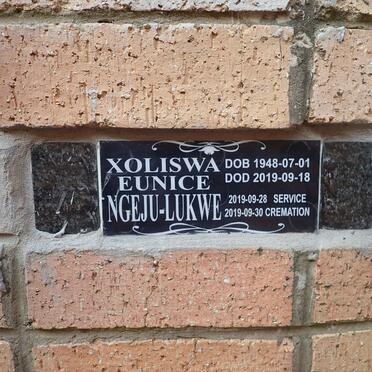 XOLISWA
EUNICE
NGEJU-LUKWE
DOB 1948-07-01
DOD 2019-09-18
2019-09-28 SERVICE
2019-09-30 CREMATION